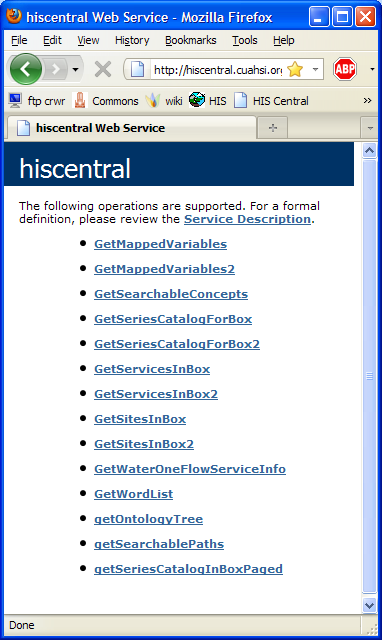 hiscentral Web Service - Mozilla Firefox
File Edit View History Bookmarks Tools Help
http://hiscentral.cuahsi.org ABP
ftp crwr Commons wiki HIS HIS Central »
hiscentral Web Service
hiscentral
The following operations are supported. For a formal
definition, please review the Service Description.
• GetMappedVariables
• GetMappedVariables2
• GetSearchableConcepts
• GetSeriesCatalogForBox
• GetSeriesCatalogForBox2
• GetServicesInBox
• GetServicesInBox2
• GetSitesInBox
• GetSitesInBox2
• GetWaterOneFlowServiceInfo
• GetWordList
• getOntologyTree
• getSearchablePaths
• getSeriesCatalogInBoxPaged
Done